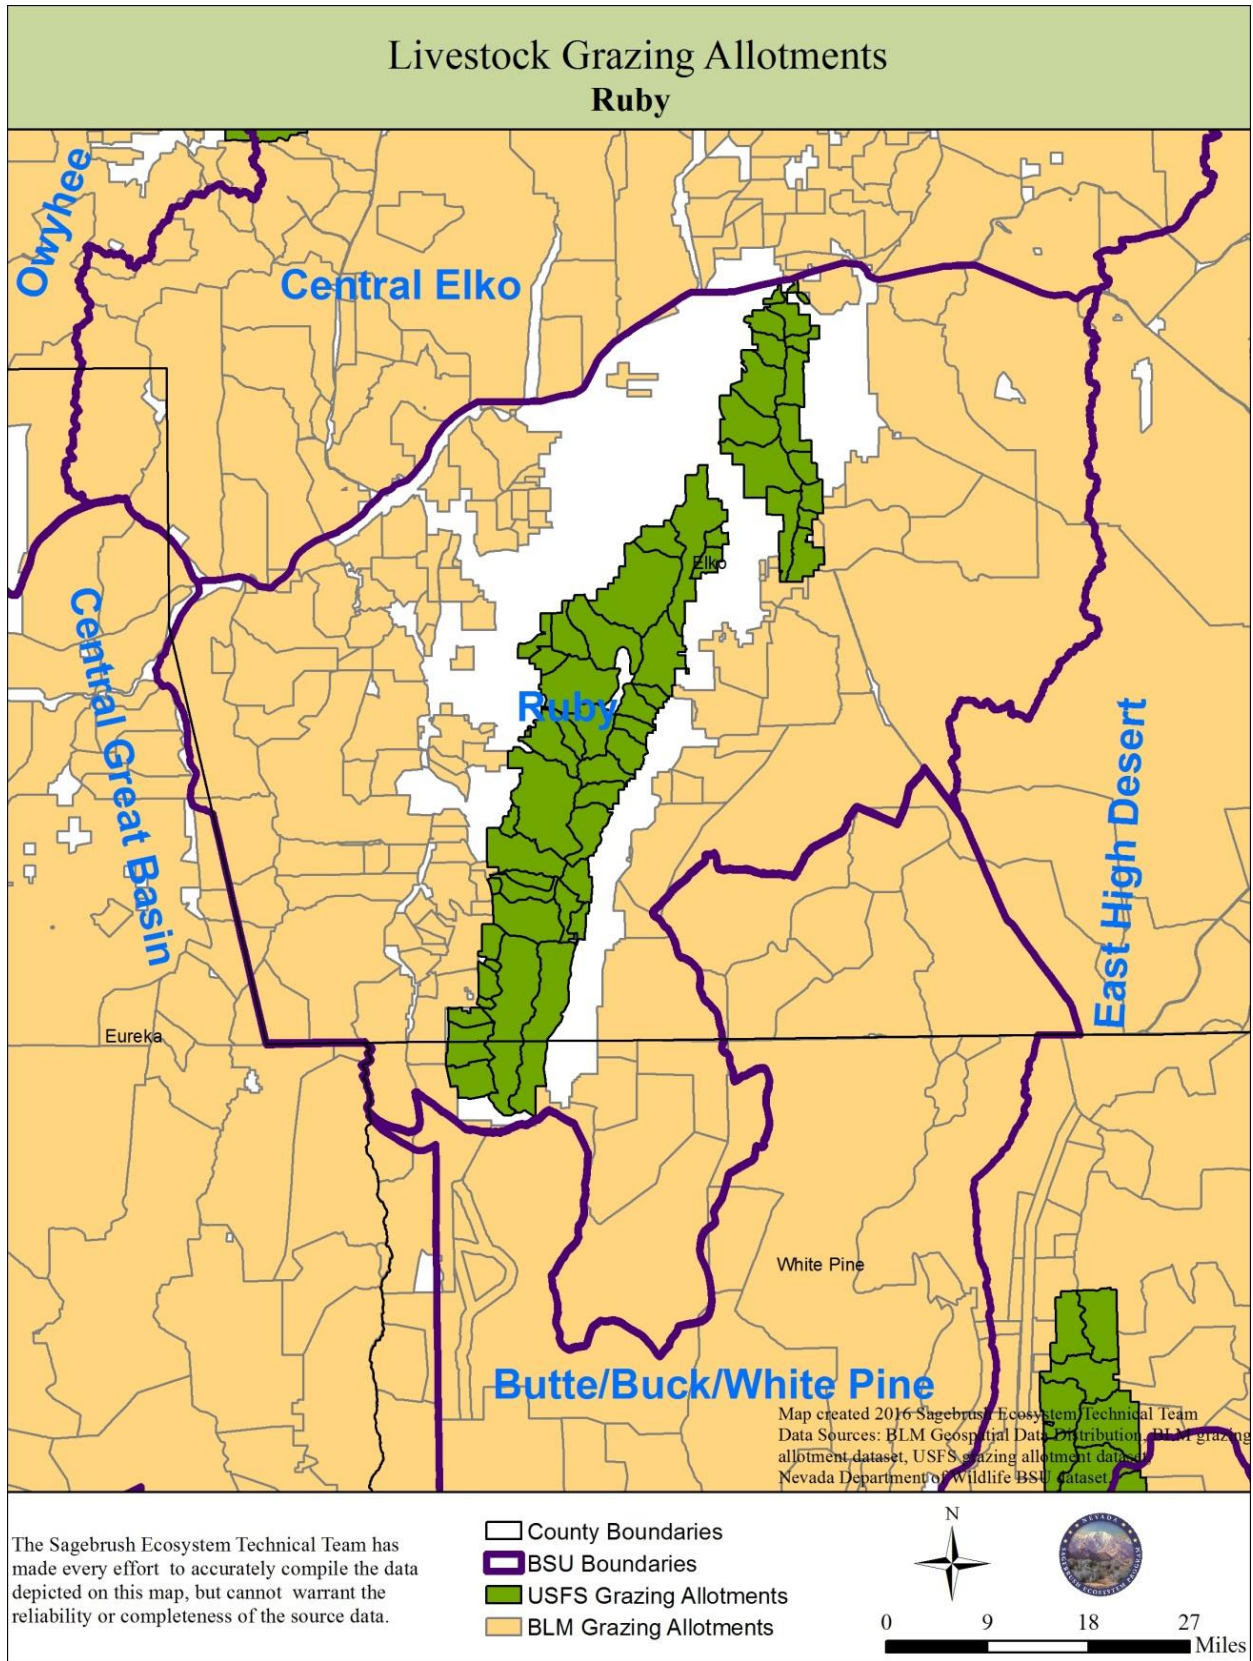 Livestock Grazing Allotments
Ruby
Owyhee
Central Elko
Elko
Central Great Basin
Ruby
East High Desert
Eureka
White Pine
Butte/Buck/White Pine
Map created 2016 Sagebrush Ecosystem Technical Team
Data Sources: BLM Geospatial Data Distribution, BLM grazing
allotment dataset, USFS grazing allotment dataset,
Nevada Department of Wildlife BSU dataset.
The Sagebrush Ecosystem Technical Team has
made every effort to accurately compile the data
depicted on this map, but cannot warrant the
reliability or completeness of the source data.
County Boundaries
BSU Boundaries
USFS Grazing Allotments
BLM Grazing Allotments
N
NEVADA
SAGEBRUSH ECOSYSTEM PROGRAM
0 9 18 27
Miles